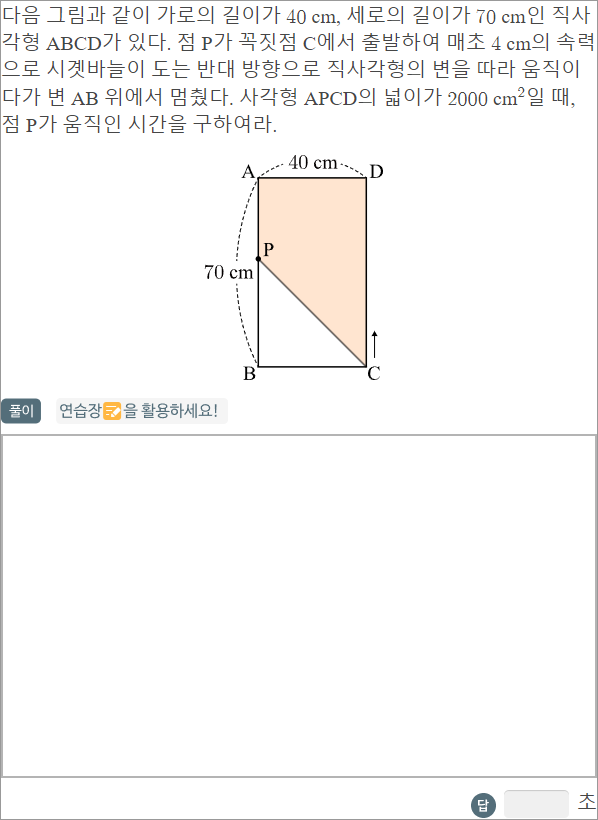 다음 그림과 같이 가로의 길이가 40 cm, 세로의 길이가 70 cm인 직사
각형 ABCD가 있다. 점 P가 꼭짓점 C에서 출발하여 매초 4 cm의 속력
으로 시곗바늘이 도는 반대 방향으로 직사각형의 변을 따라 움직이
다가 변 AB 위에서 멈췄다. 사각형 APCD의 넓이가 2000 cm²일 때,
점 P가 움직인 시간을 구하여라.
40 cm
A
D
P
70 cm
B
C
풀이
연습장을 활용하세요!
답
초